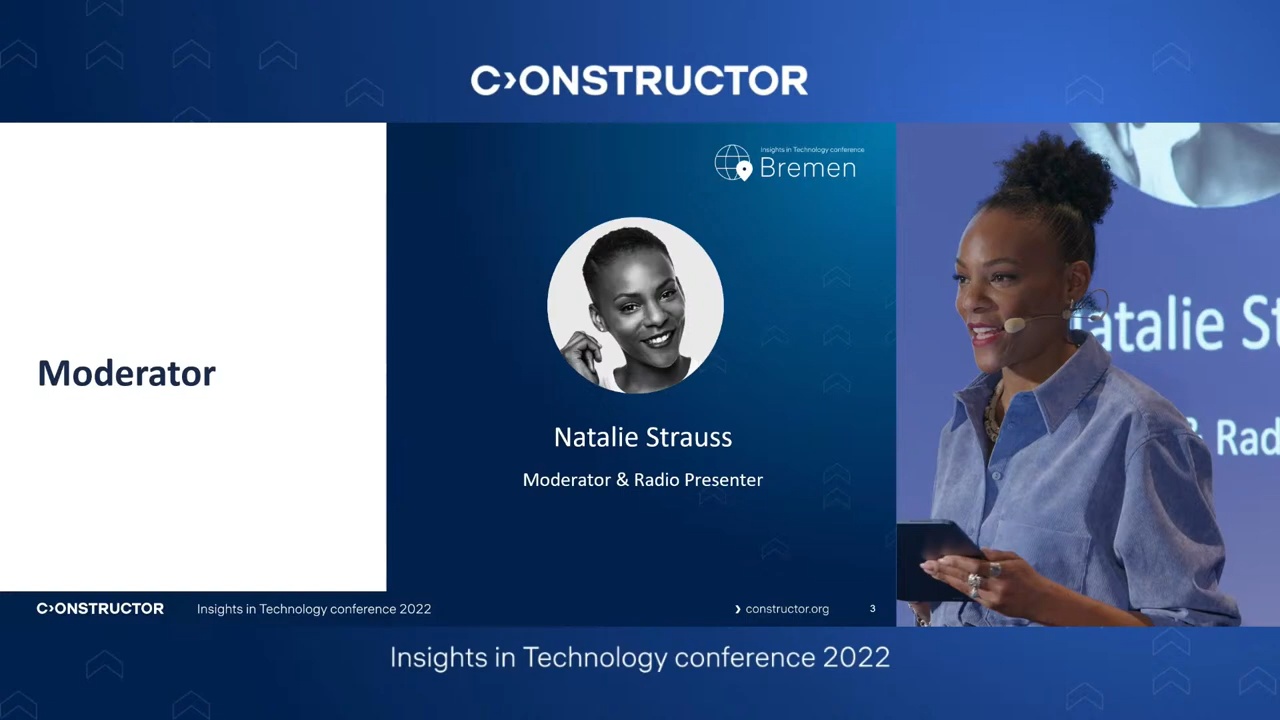 C›ONSTRUCTOR
Insights in Technology conference
Bremen
Moderator
Natalie Strauss
Moderator & Radio Presenter
atalie St
& Rad
C›ONSTRUCTOR
Insights in Technology conference 2022
› constructor.org
3
Insights in Technology conference 2022